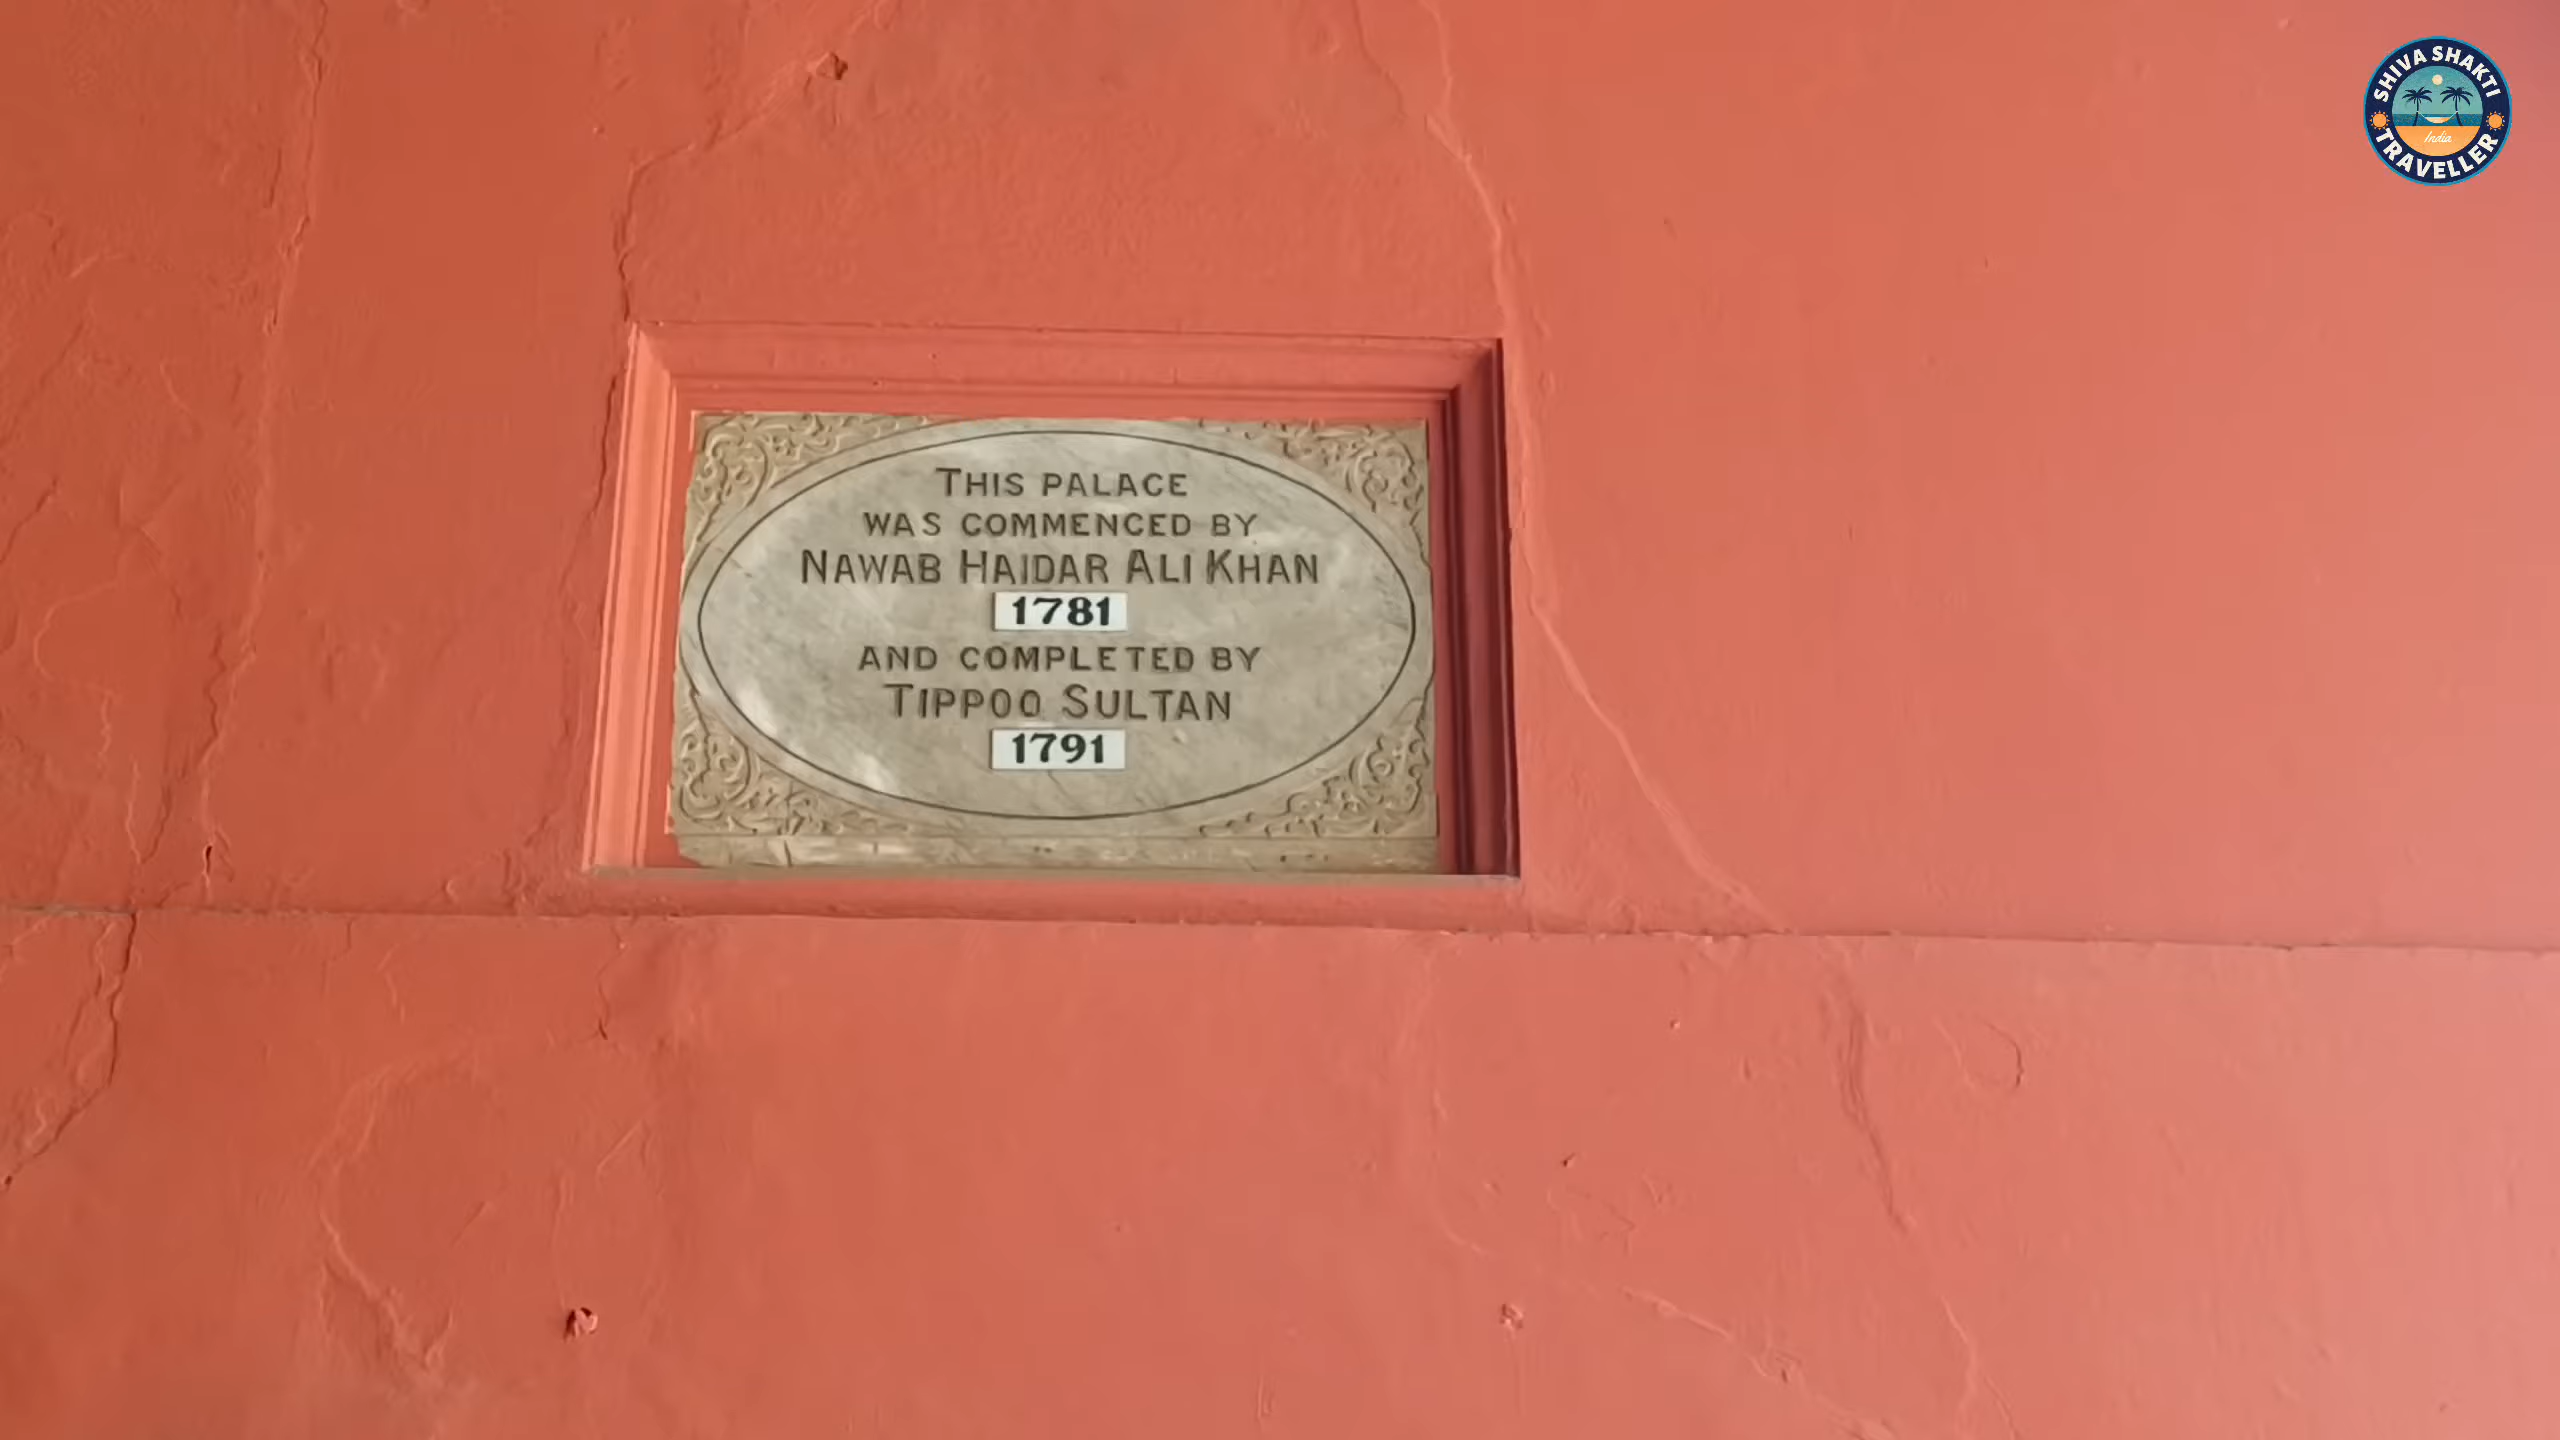 THIS PALACE
WAS COMMENCED BY
NAWAB HAIDAR ALI KHAN
1781
AND COMPLETED BY
TIPPOO SULTAN
1791
SHIVA SHAKTI
India
TRAVELLER